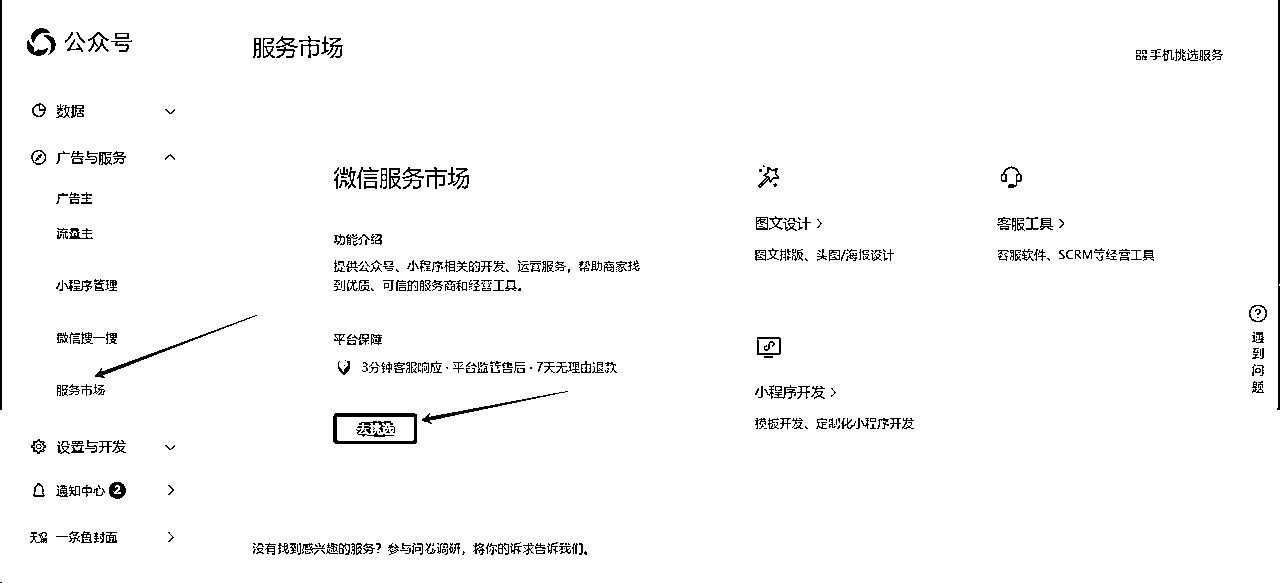 公众号
数据
广告与服务
广告主
流量主
小程序管理
微信搜一搜
服务市场
设置与开发
通知中心 2
一条鱼封面
服务市场
手机挑选服务
微信服务市场
功能介绍
提供公众号、小程序相关的开发、运营服务，帮助商家找
到优质、可信的服务商和经营工具。
平台保障
3分钟客服响应 · 平台监管售后 · 7天无理由退款
去挑选
图文设计 >
图文排版、头图/海报设计
客服工具 >
客服软件、SCRM等经营工具
小程序开发 >
模板开发、定制化小程序开发
没有找到感兴趣的服务？参与问卷调研，将你的诉求告诉我们。
遇到问题